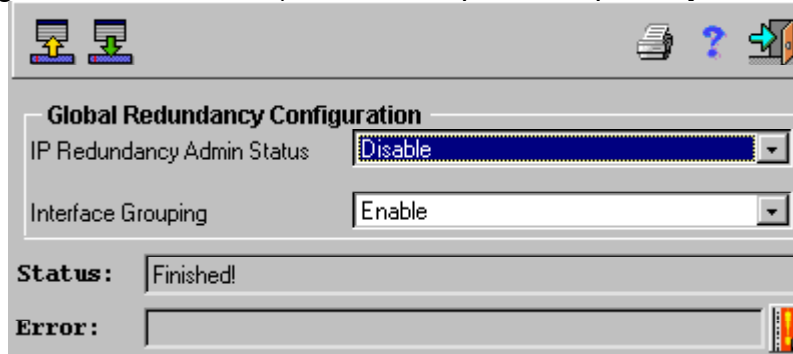 Global Redundancy Configuration
IP Redundancy Admin Status Disable
Interface Grouping Enable
Status: Finished!
Error: